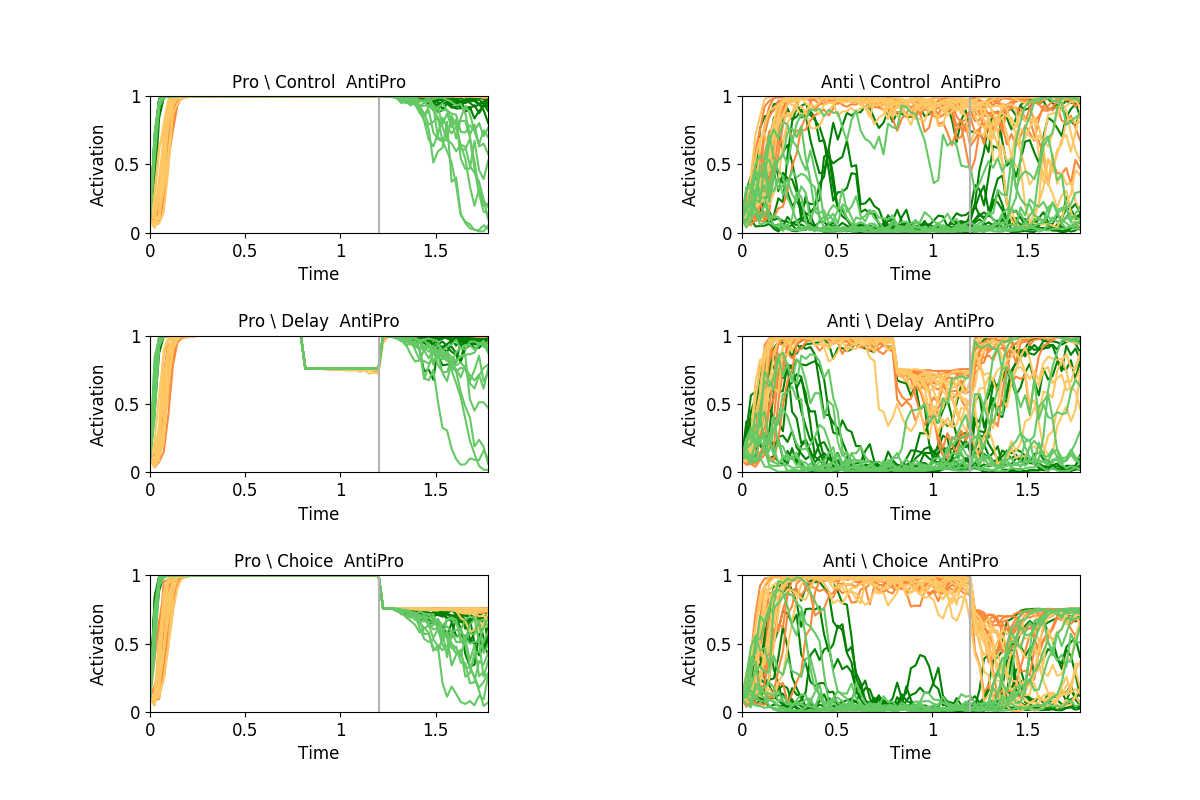 Pro \ Control  AntiPro
Activation
1
0.5
0
0
0.5
1
1.5
Time
Anti \ Control  AntiPro
Activation
1
0.5
0
0
0.5
1
1.5
Time
Pro \ Delay  AntiPro
Activation
1
0.5
0
0
0.5
1
1.5
Time
Anti \ Delay  AntiPro
Activation
1
0.5
0
0
0.5
1
1.5
Time
Pro \ Choice  AntiPro
Activation
1
0.5
0
0
0.5
1
1.5
Time
Anti \ Choice  AntiPro
Activation
1
0.5
0
0
0.5
1
1.5
Time